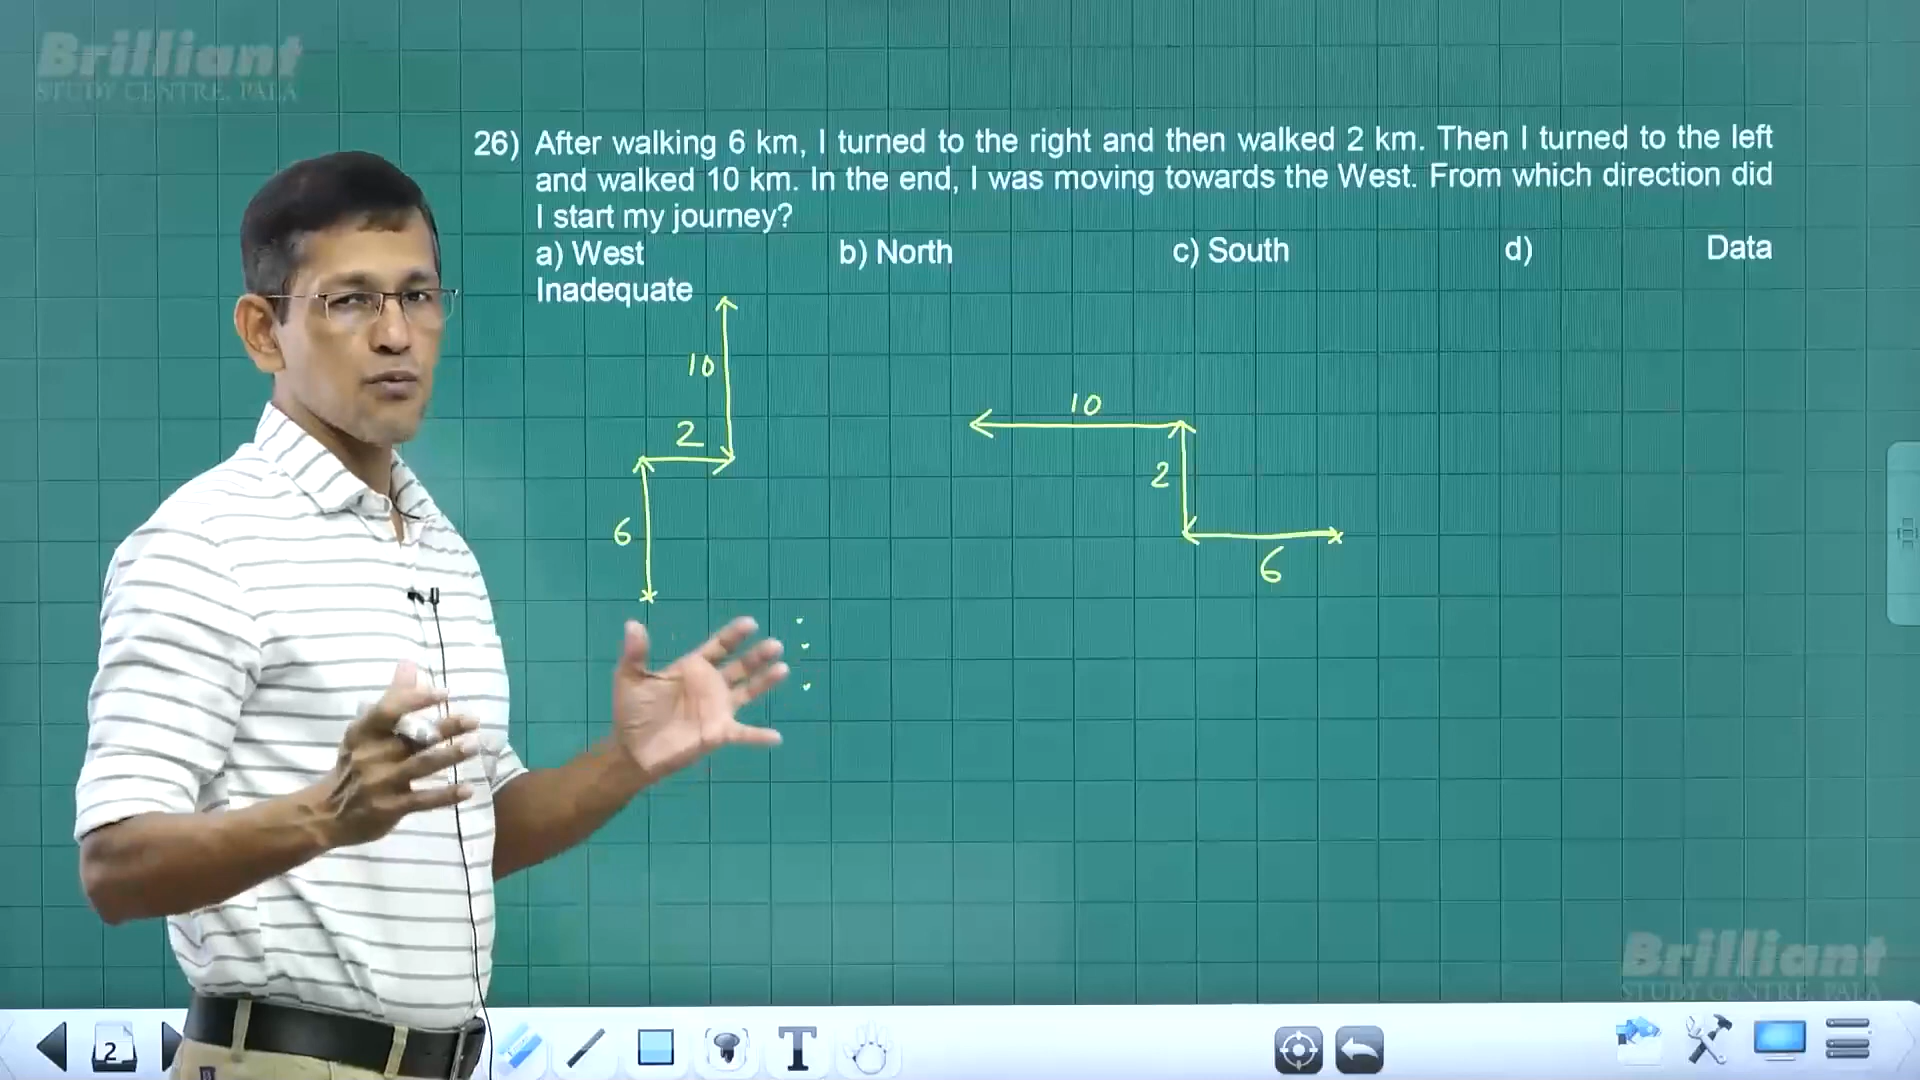 Brilliant
STUDY CENTRE, PALA
26) After walking 6 km, I turned to the right and then walked 2 km. Then I turned to the left
and walked 10 km. In the end, I was moving towards the West. From which direction did
I start my journey?
a) West b) North c) South d) Data
Inadequate
10
2
6
10
2
6
Brilliant
STUDY CENTRE, PALA
2
T